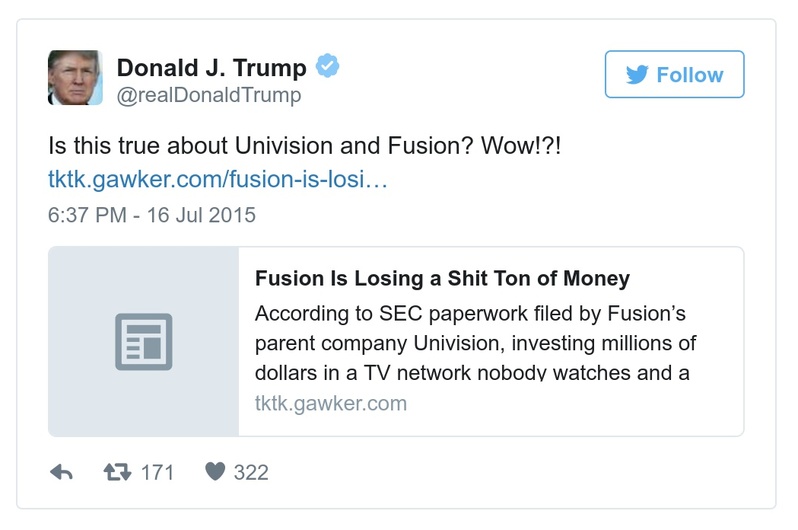 Donald J. Trump
@realDonaldTrump
Follow
Is this true about Univision and Fusion? Wow!?!
tktk.gawker.com/fusion-is-losi…
6:37 PM - 16 Jul 2015
Fusion Is Losing a Shit Ton of Money
According to SEC paperwork filed by Fusion’s
parent company Univision, investing millions of
dollars in a TV network nobody watches and a
tktk.gawker.com
171
322